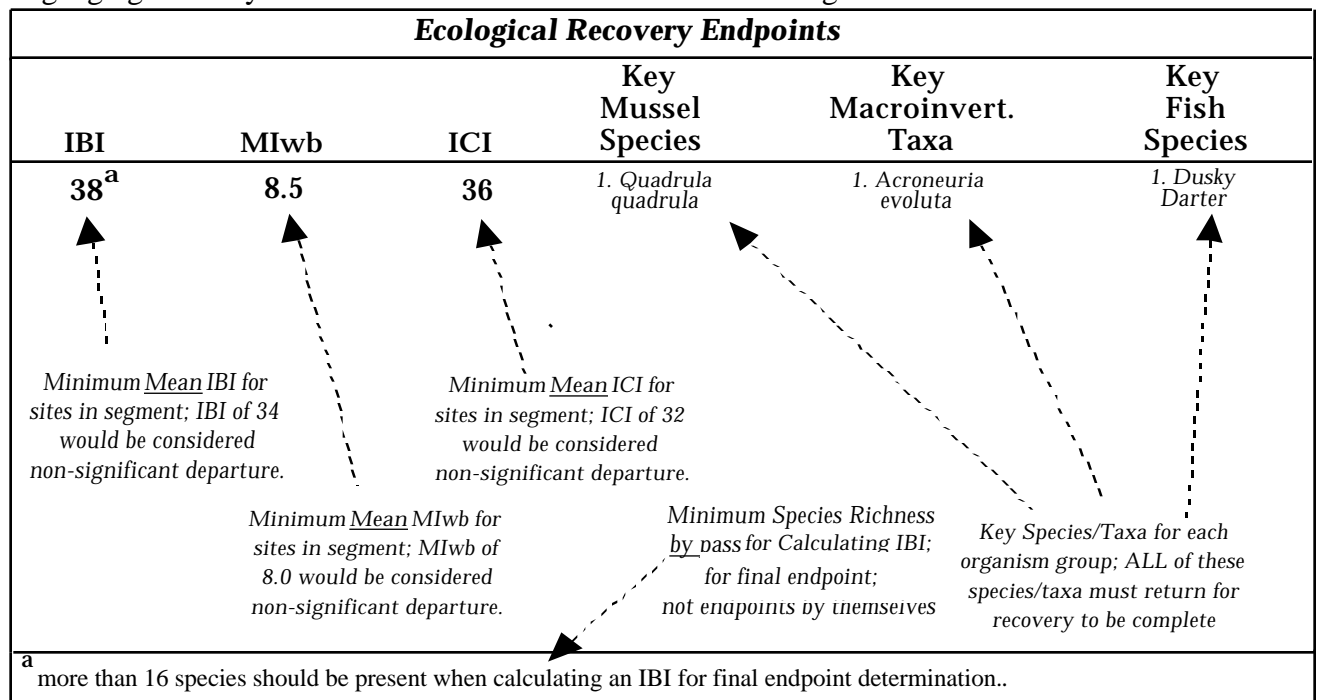 Ecological Recovery Endpoints
IBI
MIwb
ICI
Key
Mussel
Species
Key
Macroinvert.
Taxa
Key
Fish
Species
38a
8.5
36
1. Quadrula
quadrula
1. Acroneuria
evoluta
1. Dusky
Darter
Minimum Mean IBI for
sites in segment; IBI of 34
would be considered
non-significant departure.
Minimum Mean ICI for
sites in segment; ICI of 32
would be considered
non-significant departure.
Minimum Mean MIwb for
sites in segment; MIwb of
8.0 would be considered
non-significant departure.
Minimum Species Richness
by pass for Calculating IBI;
for final endpoint;
not endpoints by themselves
Key Species/Taxa for each
organism group; ALL of these
species/taxa must return for
recovery to be complete
a more than 16 species should be present when calculating an IBI for final endpoint determination..